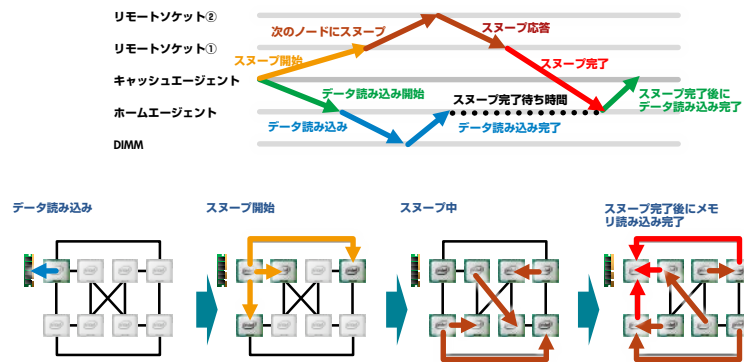 リモートソケット②
次のノードにスヌープ
スヌープ応答
リモートソケット①
スヌープ開始
スヌープ完了
キャッシュエージェント
データ読み込み開始
スヌープ完了待ち時間
スヌープ完了後に
データ読み込み完了
ホームエージェント
データ読み込み
データ読み込み完了
DIMM
データ読み込み
スヌープ開始
スヌープ中
スヌープ完了後にメモ
リ読み込み完了